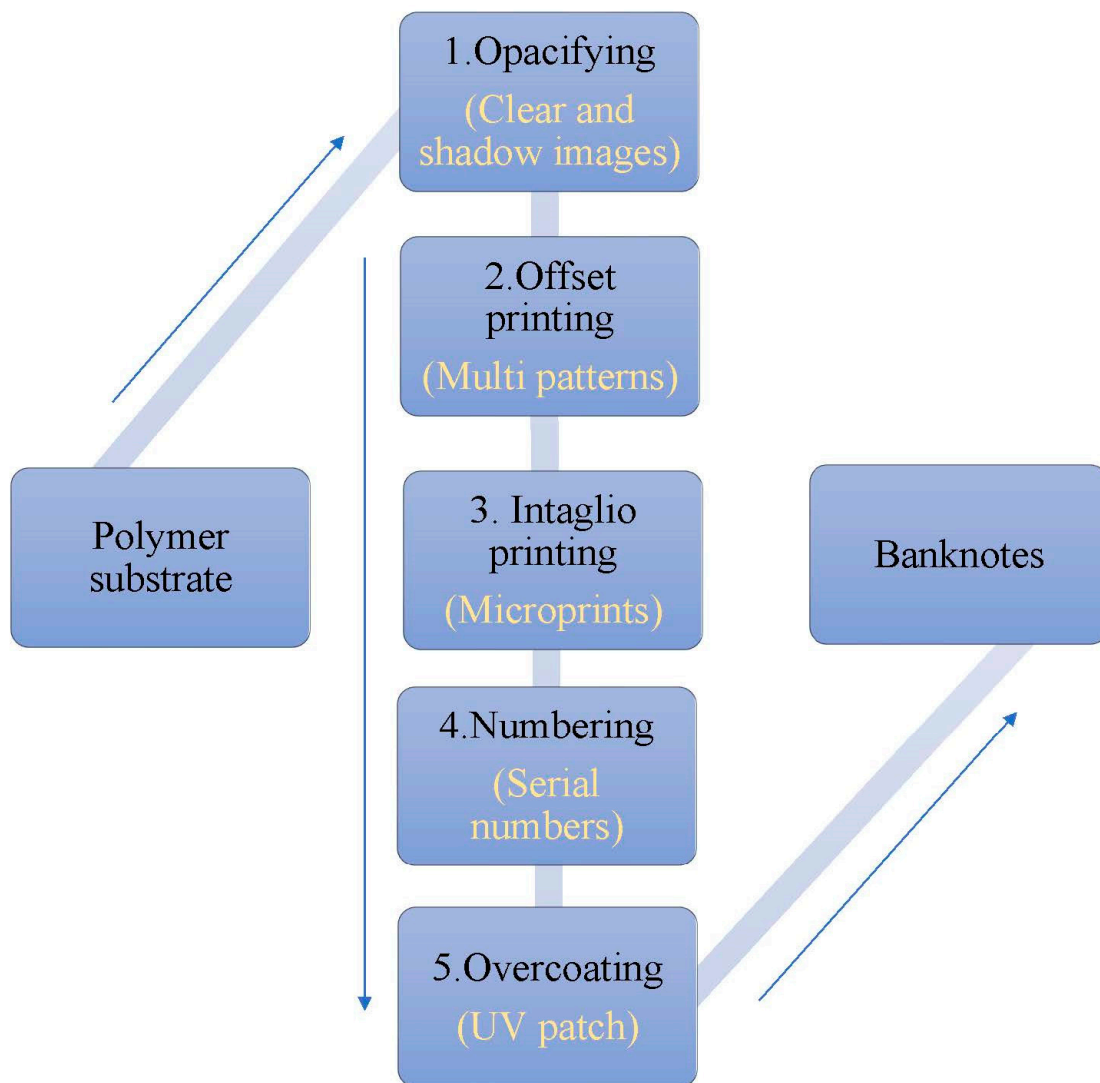 1.Opacifying
(Clear and
shadow images)
2.Offset
printing
(Multi patterns)
Polymer
substrate
3. Intaglio
printing
(Microprints)
Banknotes
4.Numbering
(Serial
numbers)
5.Overcoating
(UV patch)